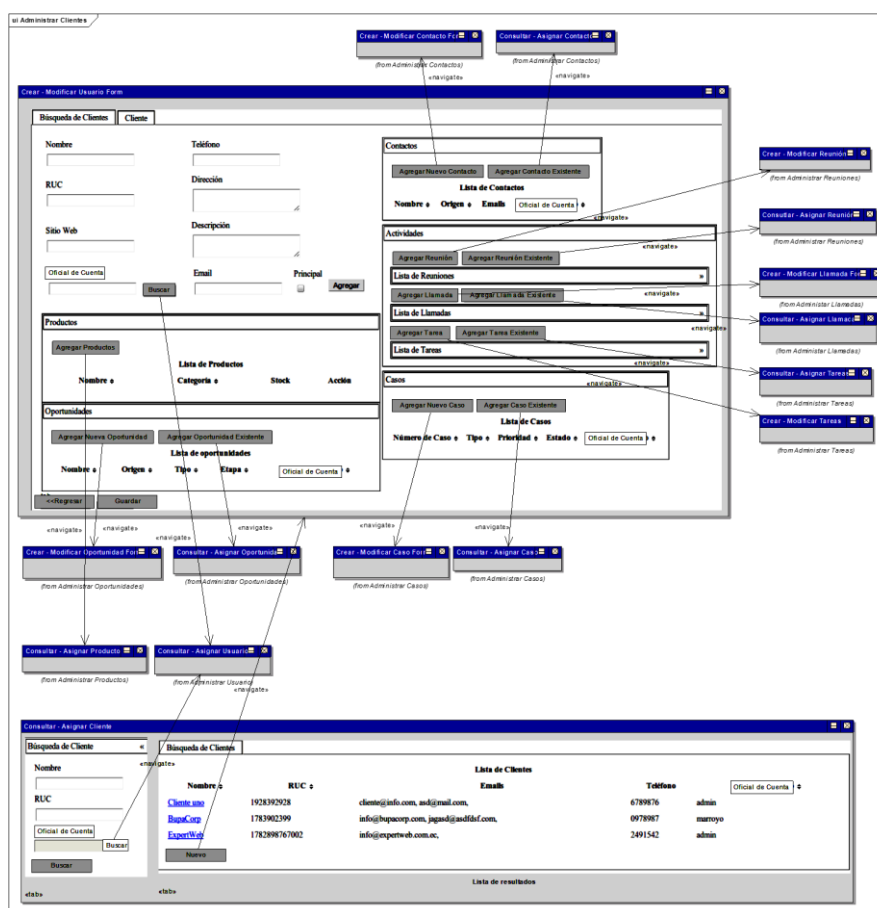 ui Administrar Clientes
Crear - Modificar Contacto For
(from Administrar Contactos)
Consultar - Asignar Contacto
(from Administrar Contactos)
«navigate»
«navigate»
Crear - Modificar Usuario Form
Búsqueda de Clientes
Cliente
Nombre
Teléfono
RUC
Dirección
Sitio Web
Descripción
Oficial de Cuenta
Buscar
Email
Principal
Agregar
Contactos
Agregar Nuevo Contacto
Agregar Contacto Existente
Lista de Contactos
Nombre
Origen
Emails
Oficial de Cuenta
«navigate»
Actividades
«navigate»
Agregar Reunión
Agregar Reunión Existente
Lista de Reuniones »
«navigate»
Agregar Llamada
Agregar Llamada Existente
Lista de Llamadas »
«navigate»
Agregar Tarea
Agregar Tarea Existente
Lista de Tareas »
Casos
«navigate»
«navigate»
Agregar Nuevo Caso
Agregar Caso Existente
Lista de Casos
Número de Caso
Tipo
Prioridad
Estado
Oficial de Cuenta
Productos
Agregar Productos
Lista de Productos
Nombre
Categoría
Stock
Acción
Oportunidades
Agregar Nueva Oportunidad
Agregar Oportunidad Existente
Lista de oportunidades
Nombre
Origen
Tipo
Etapa
Oficial de Cuenta
<<Regresar
Guardar
Crear - Modificar Reunión
(from Administrar Reuniones)
Consultar - Asignar Reunión
(from Administrar Reuniones)
Crear - Modificar Llamada For
(from Administar Llamadas)
Consultar - Asignar Llamada
(from Administar Llamadas)
Consultar - Asignar Tareas
(from Administrar Tareas)
Crear - Modificar Tareas
(from Administrar Tareas)
«navigate»
«navigate»
«navigate»
«navigate»
«navigate»
«navigate»
Crear - Modificar Oportunidad For
(from Administrar Oportunidades)
Consultar - Asignar Oportunida
(from Administrar Oportunidades)
Crear - Modificar Caso For
(from Administrar Casos)
Consultar - Asignar Caso
(from Administrar Casos)
Consultar - Asignar Producto
(from Administrar Productos)
Consultar - Asignar Usuario
(from Administrar Usuario)
«navigate»
Consultar - Asignar Cliente
Búsqueda de Cliente «
«navigate»
Nombre
RUC
Oficial de Cuenta
Buscar
Buscar
«tab»
Búsqueda de Clientes
Lista de Clientes
Nombre
RUC
Emails
Teléfono
Oficial de Cuenta
Cliente uno 1928392928 cliente@info.com, asd@mail.com, 6789876 admin
BupaCorp 1783902399 info@bupacorp.com, jagasd@asdfdsf.com, 0978987 marroyo
ExpertWeb 1782898767002 info@expertweb.com.ec, 2491542 admin
Nuevo
«tab»
Lista de resultados